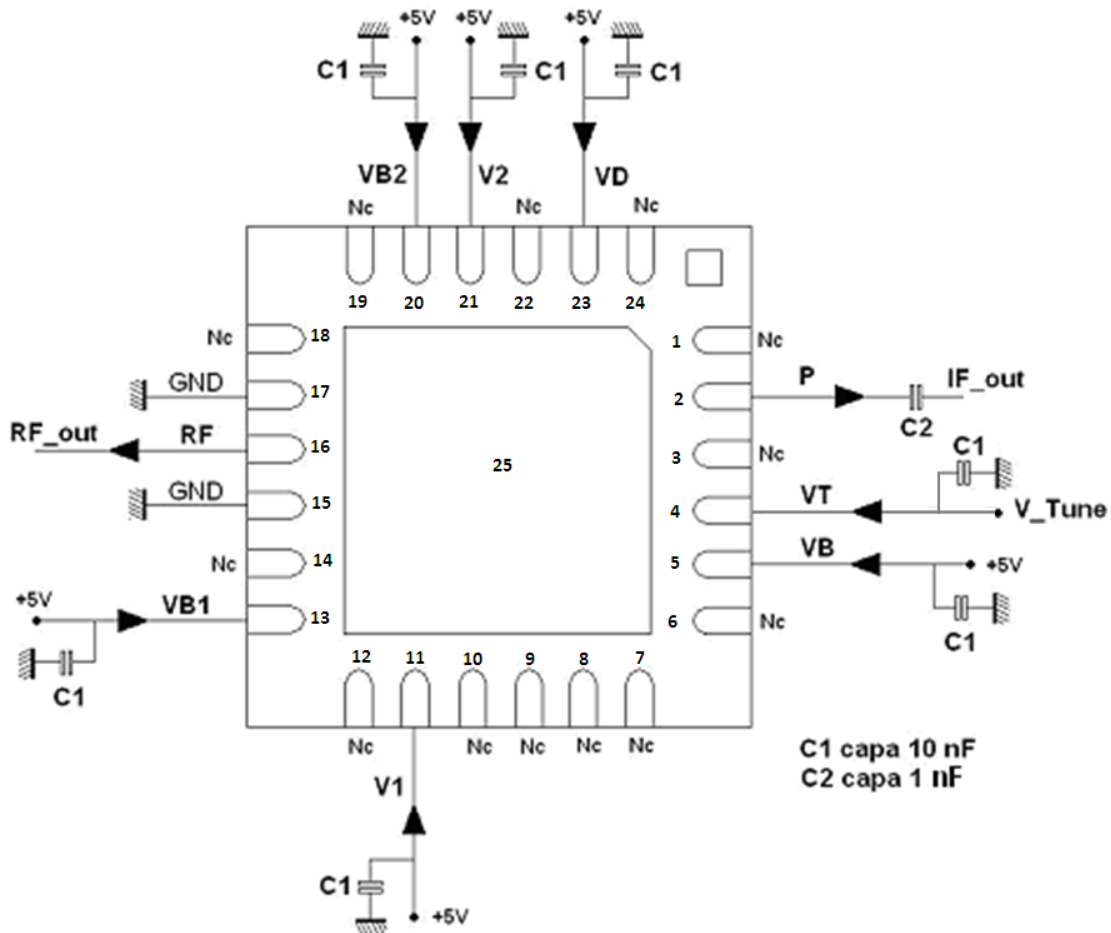 +5V +5V +5V
C1 C1 C1
VB2 V2 VD
Nc Nc Nc
19 20 21 22 23 24
Nc 18 1 Nc
GND 17 2 P IF_out
C2
RF_out RF 16 3 Nc
C1
25
GND 15 4 VT V_Tune
Nc 14 5 VB +5V
+5V VB1 13 6 Nc
C1 C1
12 11 10 9 8 7
Nc Nc Nc Nc Nc
C1 capa 10 nF
C2 capa 1 nF
V1
C1
+5V